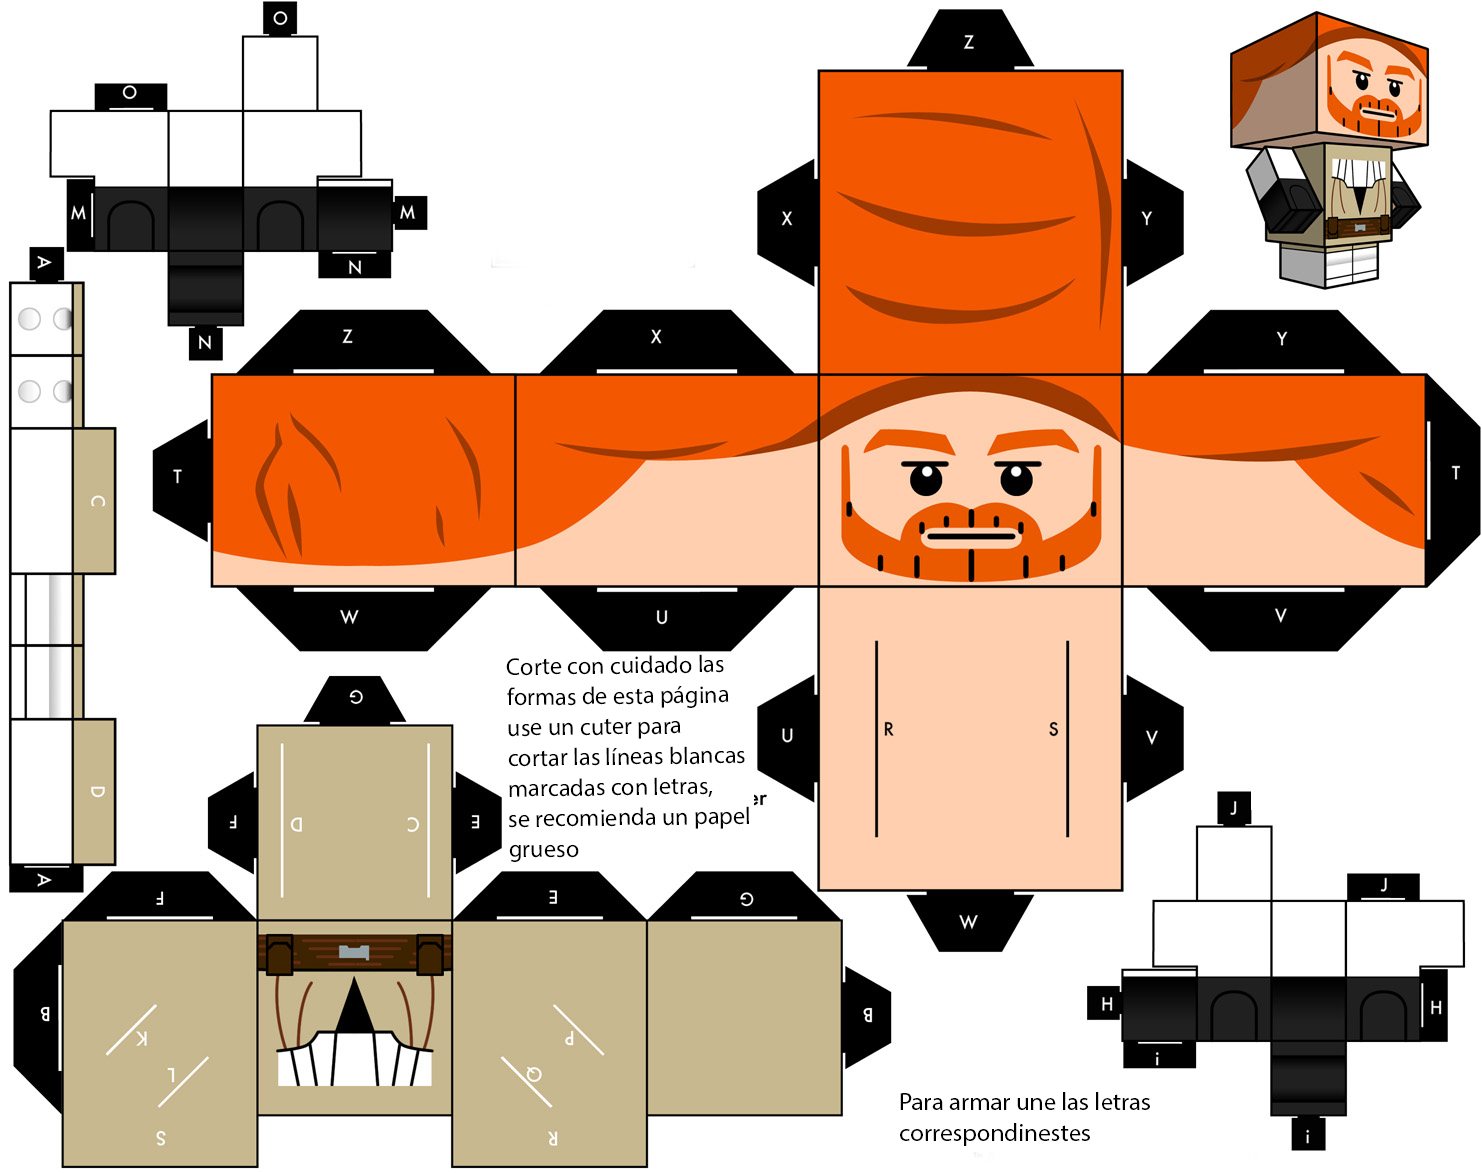 O
O
Z
M
M
N
X
Y
A
N
Z
X
Y
T
C
T
W
U
V
Corte con cuidado las
formas de esta página
use un cuter para
cortar las líneas blancas
marcadas con letras,
se recomienda un papel
grueso
er
G
U
R
S
V
D
F
D
C
E
J
A
F
E
G
W
J
B
K
P
B
H
H
L
Q
i
S
R
Para armar une las letras
correspondinestes
i